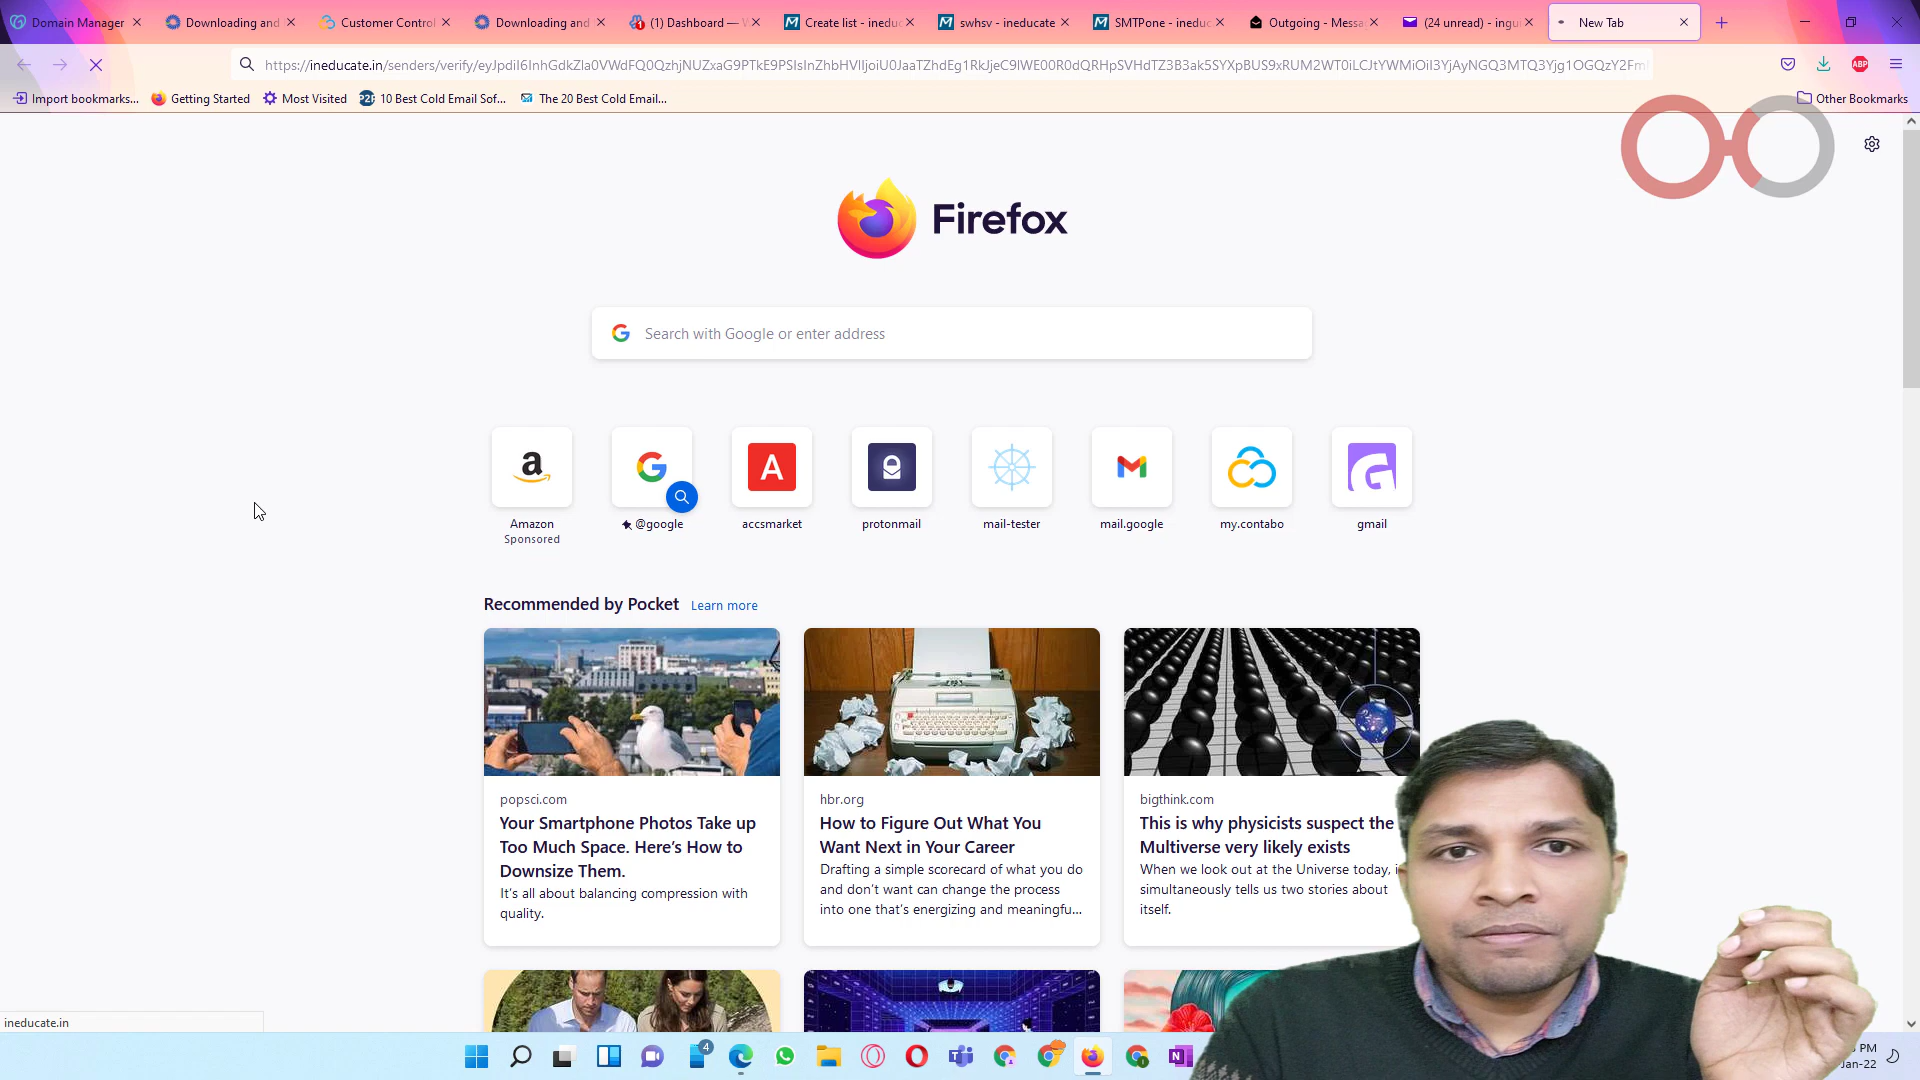 Domain Manager
Downloading and
Customer Control
Downloading and
(1) Dashboard — W
Create list - ineduc
swhsv - ineducate
SMTPone - ineduc
Outgoing - Messa
(24 unread) - ingu
New Tab
Import bookmarks...
Getting Started
Most Visited
10 Best Cold Email Sof...
The 20 Best Cold Email...
Other Bookmarks
Firefox
Search with Google or enter address
Amazon
Sponsored
@google
accsmarket
protonmail
mail-tester
mail.google
my.contabo
gmail
Recommended by Pocket Learn more
popsci.com
Your Smartphone Photos Take up
Too Much Space. Here's How to
Downsize Them.
It's all about balancing compression with
quality.
hbr.org
How to Figure Out What You
Want Next in Your Career
Drafting a simple scorecard of what you do
and don't want can change the process
into one that's energizing and meaningfu...
bigthink.com
This is why physicists suspect the
Multiverse very likely exists
When we look out at the Universe today, i
simultaneously tells us two stories about
itself.
ineducate.in
4
PM
Jan-22